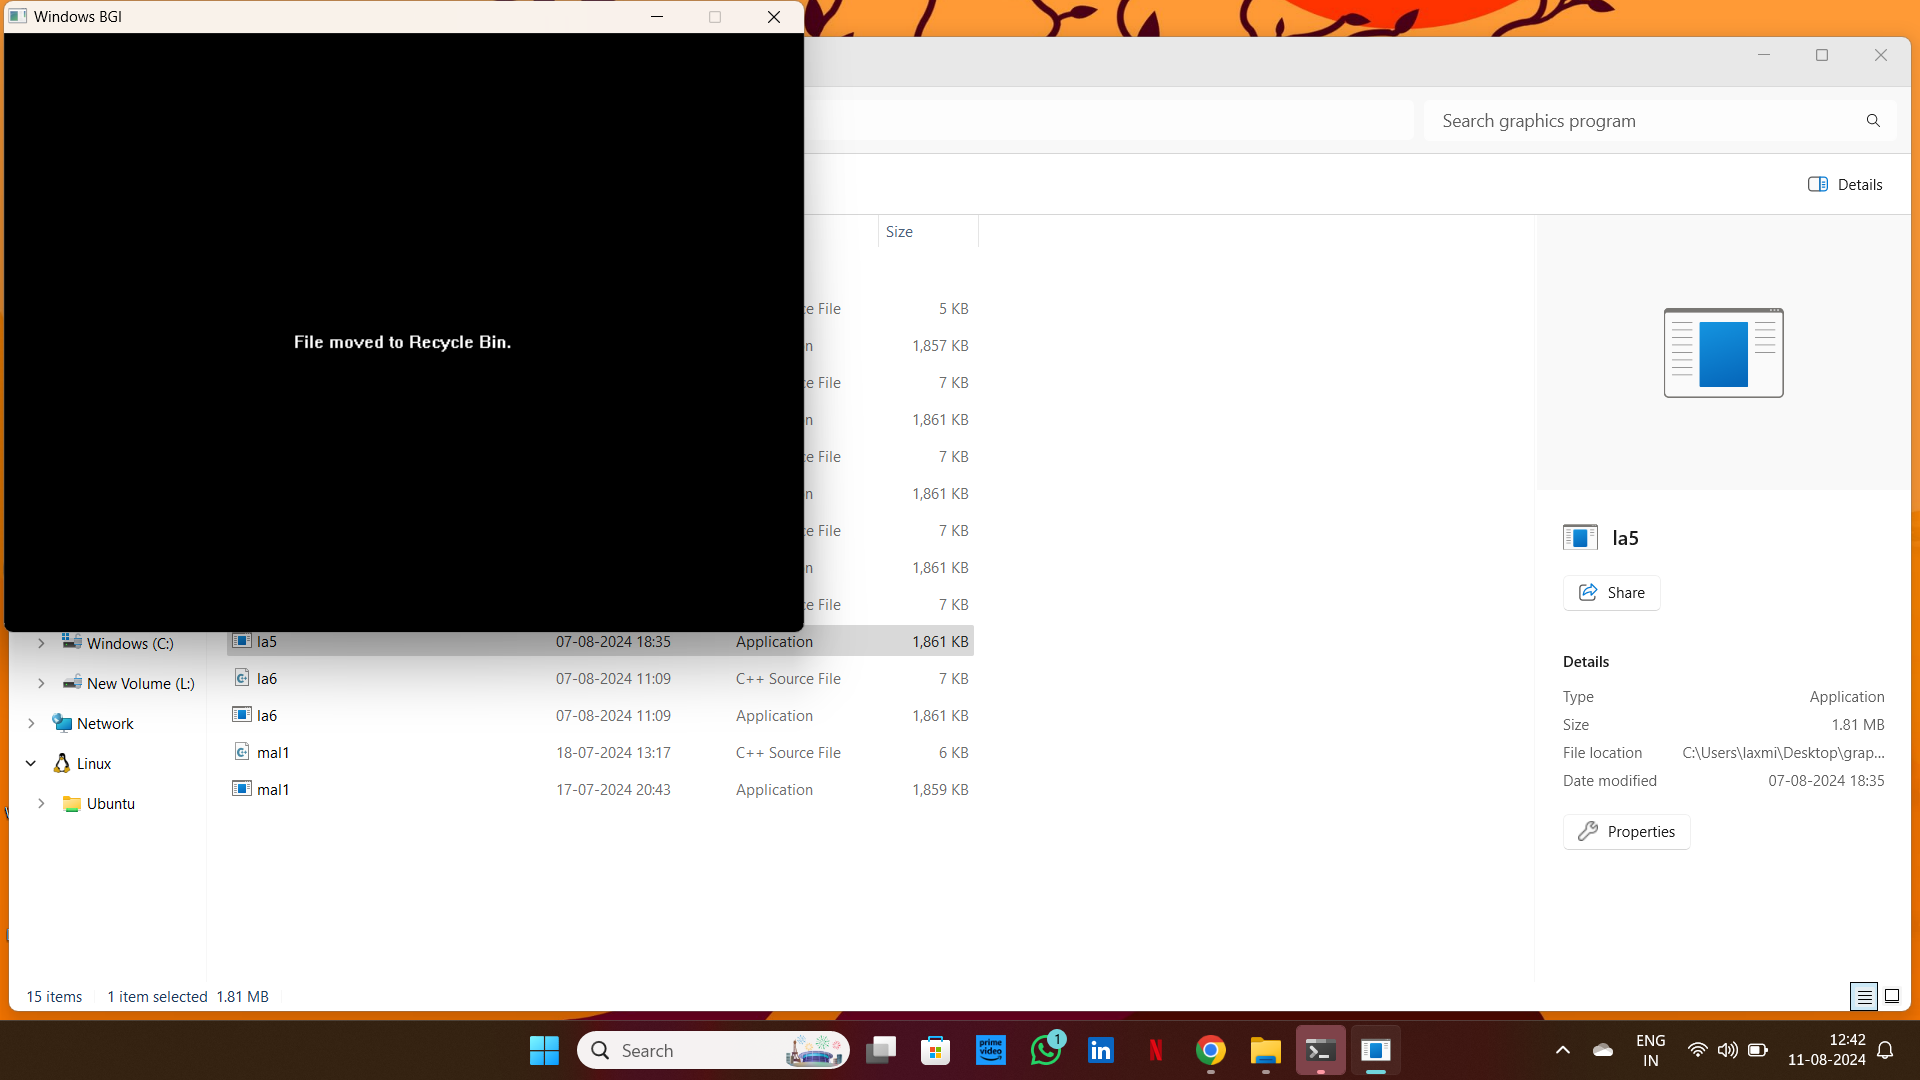 Windows BGI
File moved to Recycle Bin.
Search graphics program
Details
Size
File 5 KB
1,857 KB
File 7 KB
1,861 KB
File 7 KB
1,861 KB
File 7 KB
1,861 KB
File 7 KB
Windows (C:)
New Volume (L:)
Network
Linux
Ubuntu
la5 07-08-2024 18:35 Application 1,861 KB
la6 07-08-2024 11:09 C++ Source File 7 KB
la6 07-08-2024 11:09 Application 1,861 KB
mal1 18-07-2024 13:17 C++ Source File 6 KB
mal1 17-07-2024 20:43 Application 1,859 KB
la5
Share
Details
Type Application
Size 1.81 MB
File location C:\Users\laxmi\Desktop\grap...
Date modified 07-08-2024 18:35
Properties
15 items 1 item selected 1.81 MB
Search
prime video
1
in
N
ENG
IN
12:42
11-08-2024